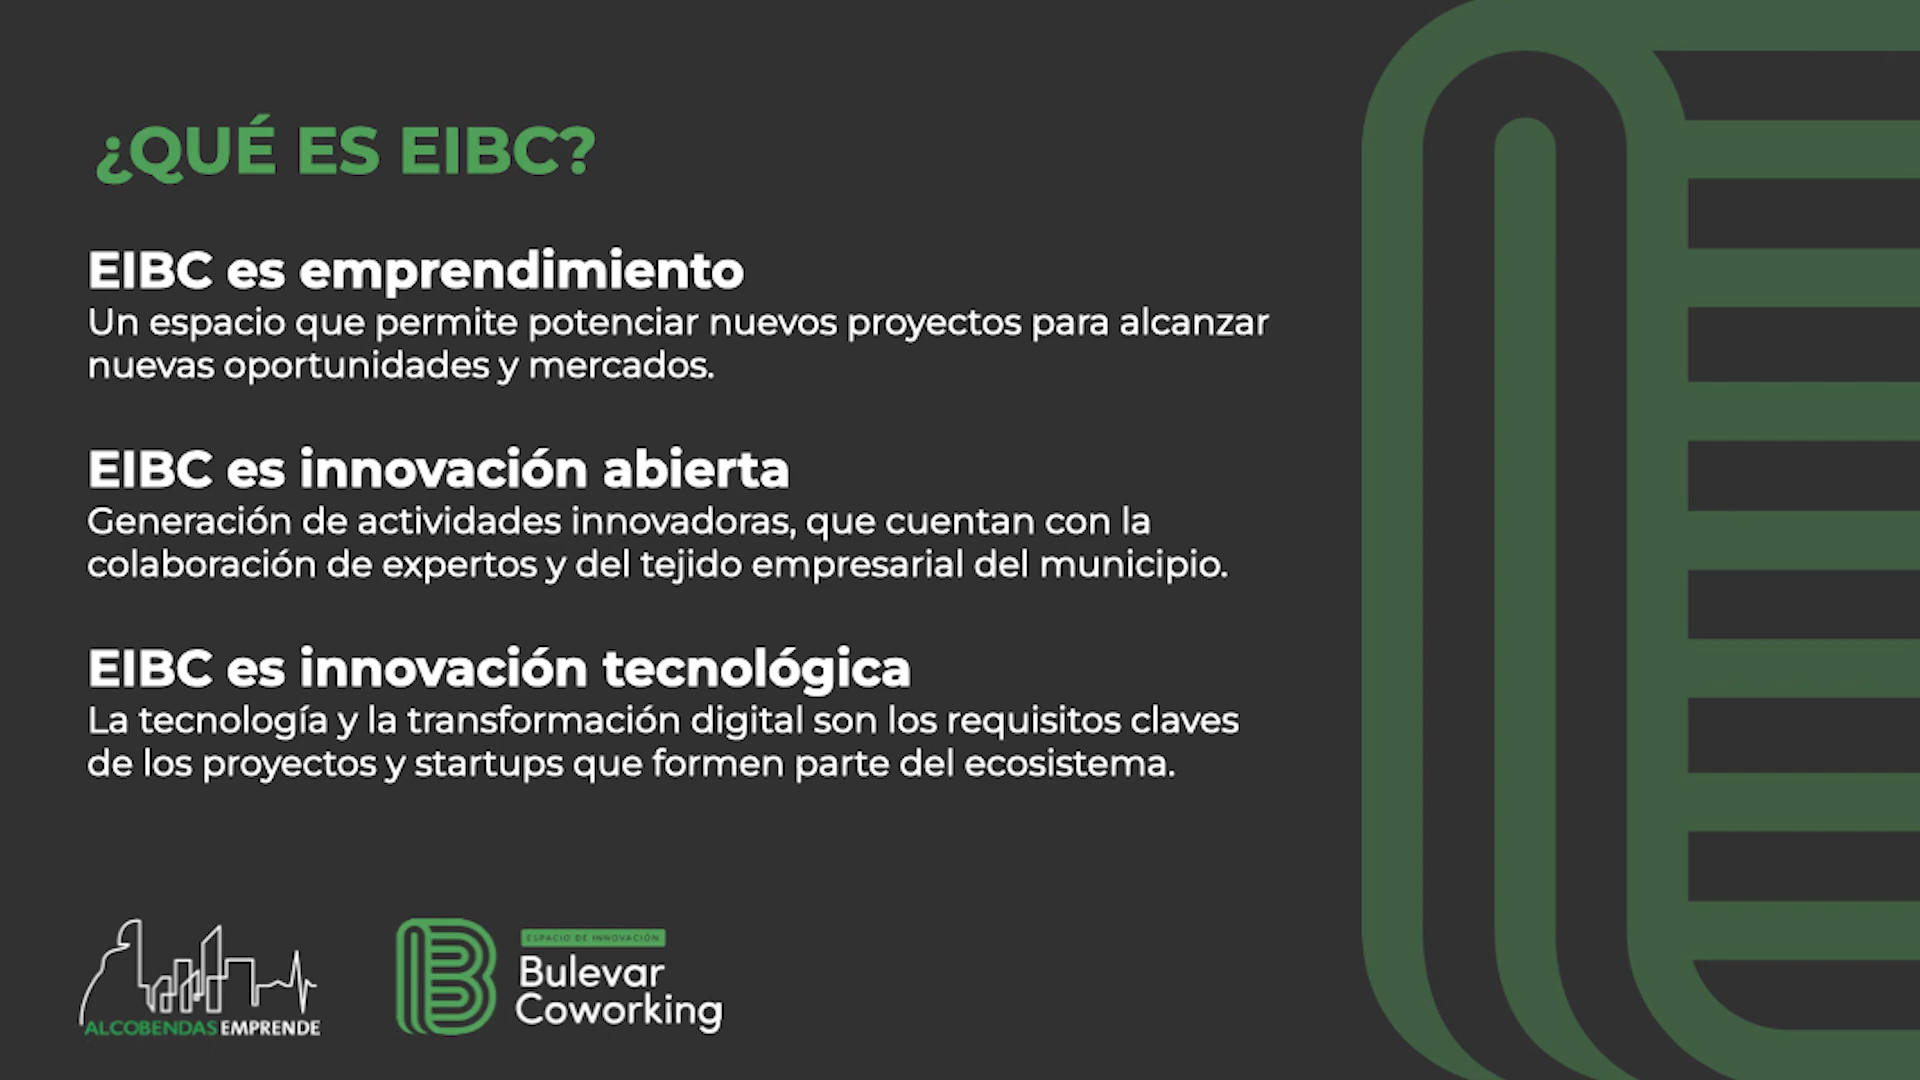 ¿QUÉ ES EIBC?
EIBC es emprendimiento
Un espacio que permite potenciar nuevos proyectos para alcanzar
nuevas oportunidades y mercados.
EIBC es innovación abierta
Generación de actividades innovadoras, que cuentan con la
colaboración de expertos y del tejido empresarial del municipio.
EIBC es innovación tecnológica
La tecnología y la transformación digital son los requisitos claves
de los proyectos y startups que formen parte del ecosistema.
ALCOBENDAS EMPRENDE
ESPACIO DE INNOVACIÓN
Bulevar
Coworking